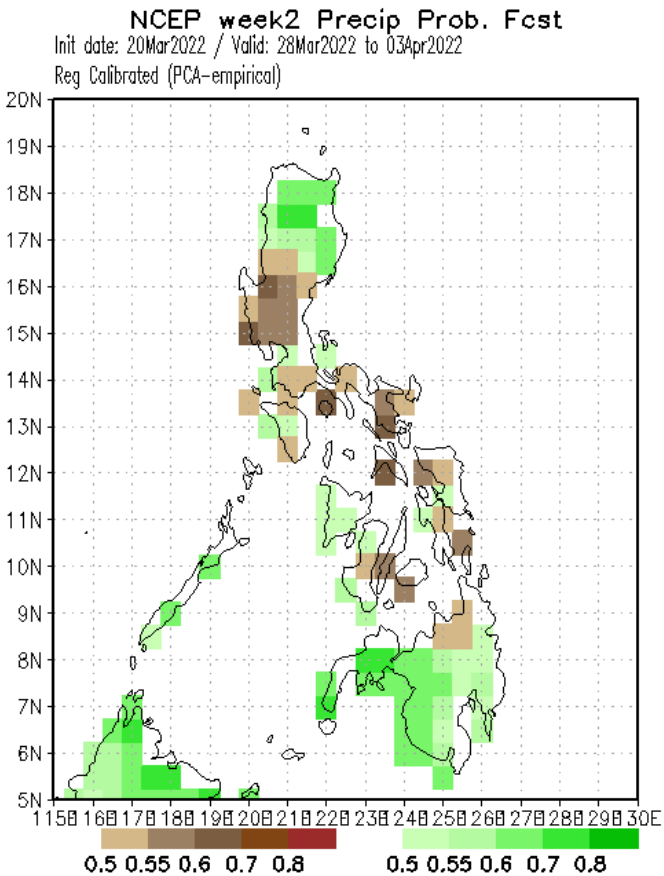 NCEP week2 Precip Prob. Fcst
Init date: 20Mar2022 / Valid: 28Mar2022 to 03Apr2022
Reg Calibrated (PCA-empirical)
20N
19N
18N
17N
16N
15N
14N
13N
12N
11N
10N
9N
8N
7N
6N
5N
115E 116E 117E 118E 119E 120E 121E 122E 123E 124E 125E 126E 127E 128E 129E 130E
0.5 0.55 0.6 0.7 0.8 0.5 0.55 0.6 0.7 0.8